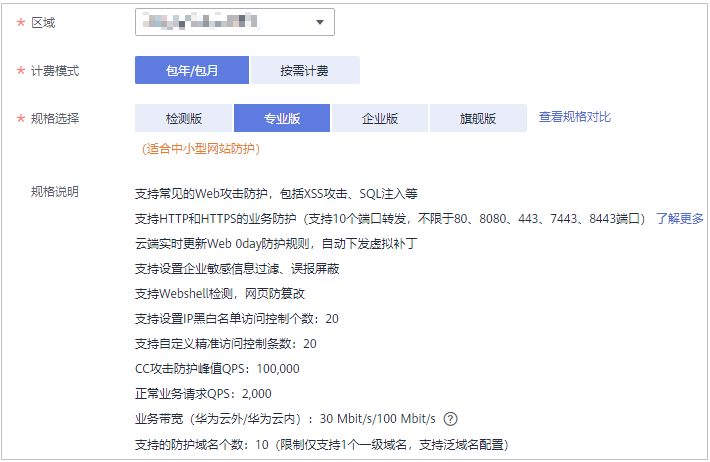 * 区域
* 计费模式 包年/包月 按需计费
* 规格选择 检测版 专业版 企业版 旗舰版 查看规格对比
（适合中小型网站防护）
规格说明 支持常见的Web攻击防护，包括XSS攻击、SQL注入等
支持HTTP和HTTPS的业务防护（支持10个端口转发，不限于80、8080、443、7443、8443端口） 了解更多
云端实时更新Web 0day防护规则，自动下发虚拟补丁
支持设置企业敏感信息过滤、误报屏蔽
支持Webshell检测，网页防篡改
支持设置IP黑白名单访问控制个数：20
支持自定义精准访问控制条数：20
CC攻击防护峰值QPS：100,000
正常业务请求QPS：2,000
业务带宽（华为云外/华为云内）：30 Mbit/s/100 Mbit/s ?
支持的防护域名个数：10（限制仅支持1个一级域名，支持泛域名配置）